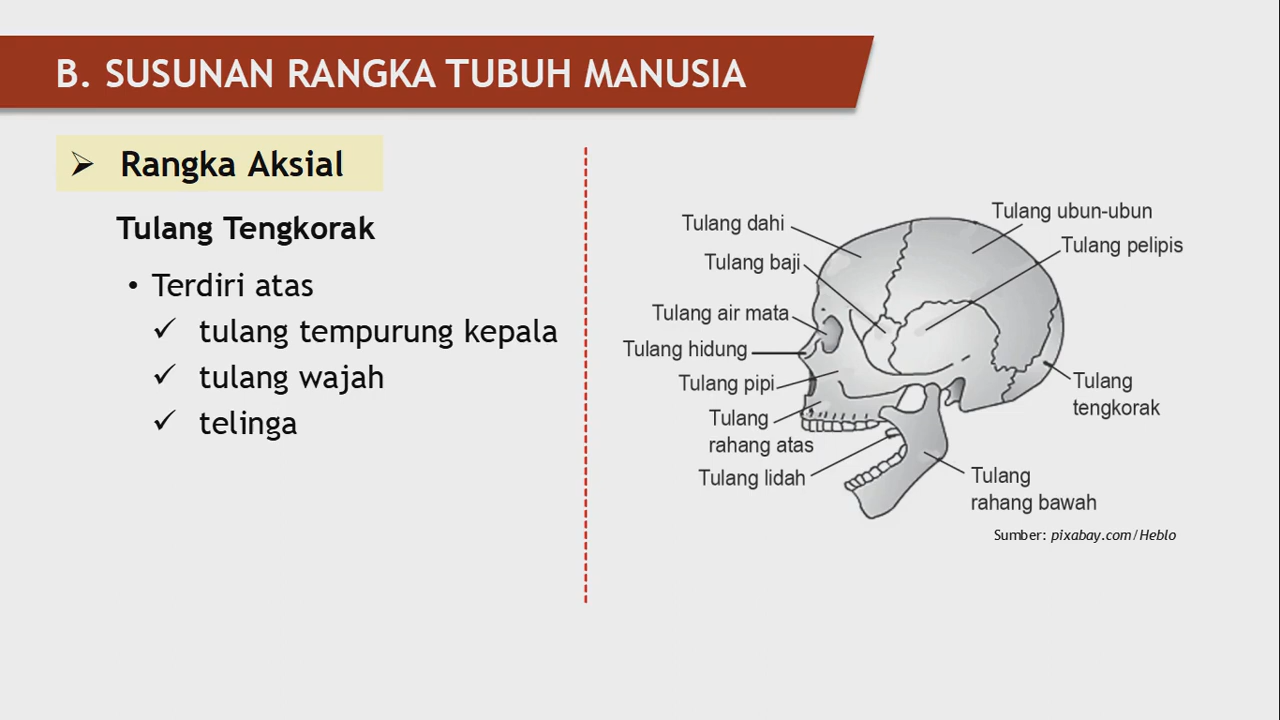 B. SUSUNAN RANGKA TUBUH MANUSIA
Rangka Aksial
Tulang Tengkorak
• Terdiri atas
✓ tulang tempurung kepala
✓ tulang wajah
✓ telinga
Tulang dahi
Tulang baji
Tulang air mata
Tulang hidung
Tulang pipi
Tulang
rahang atas
Tulang lidah
Tulang ubun-ubun
Tulang pelipis
Tulang
tengkorak
Tulang
rahang bawah
Sumber: pixabay.com/Heblo